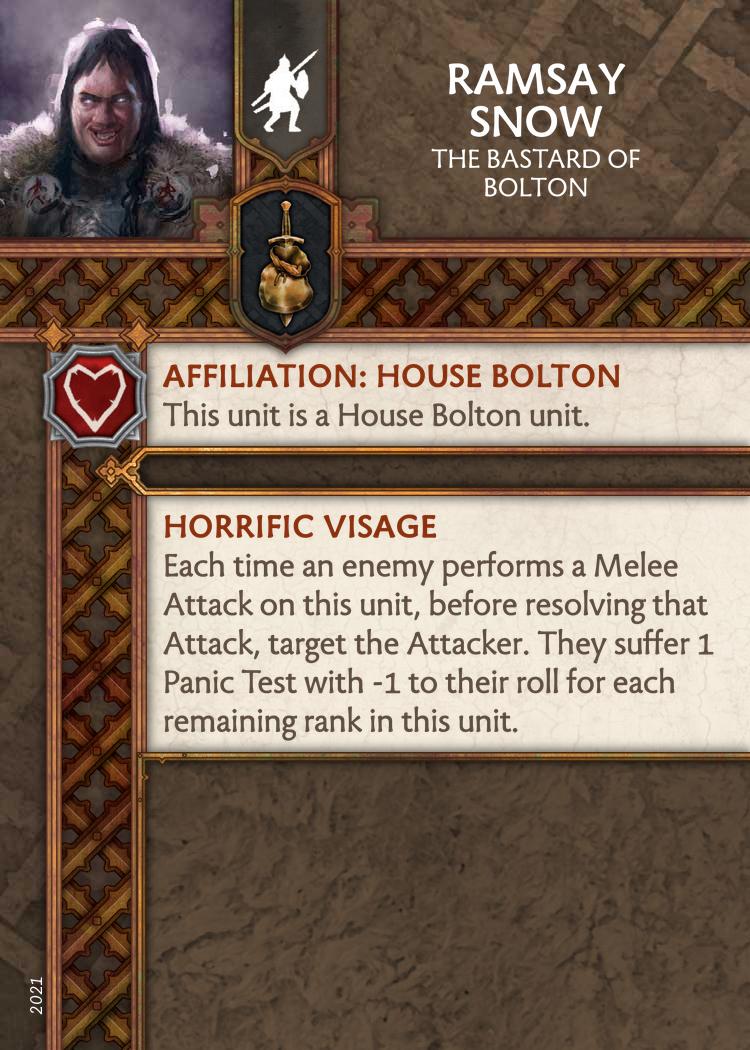 RAMSAY
SNOW
THE BASTARD OF
BOLTON
AFFILIATION: HOUSE BOLTON
This unit is a House Bolton unit.
HORRIFIC VISAGE
Each time an enemy performs a Melee
Attack on this unit, before resolving that
Attack, target the Attacker. They suffer 1
Panic Test with -1 to their roll for each
remaining rank in this unit.
2021